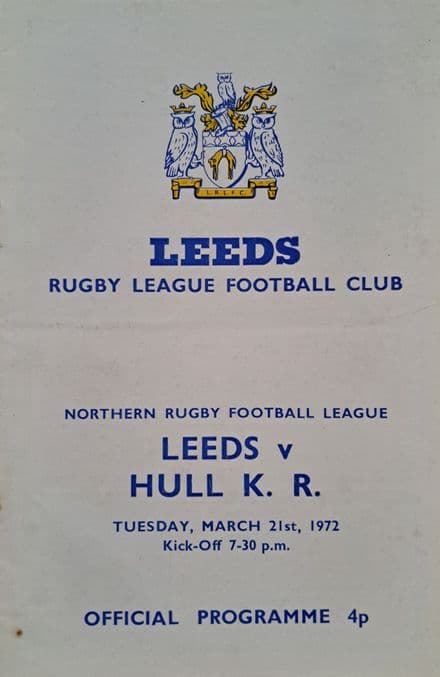 L.R.L.F.C.
LEEDS
RUGBY LEAGUE FOOTBALL CLUB
NORTHERN RUGBY FOOTBALL LEAGUE
LEEDS v
HULL K. R.
TUESDAY, MARCH 21st, 1972
Kick-Off 7-30 p.m.
OFFICIAL PROGRAMME 4p